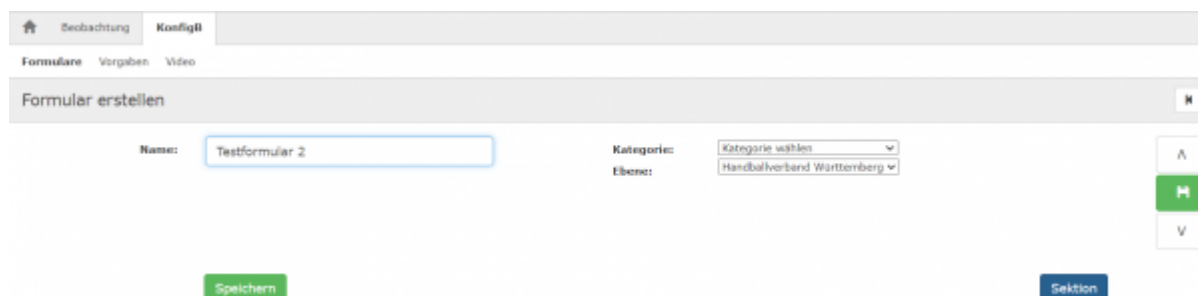 Beobachtung KonfigB
Formulare Vorgaben Video
Formular erstellen
Name: Testformular 2 Kategorie: Kategorie wählen
Ebene: Handballverband Württemberg
Speichern Sektion